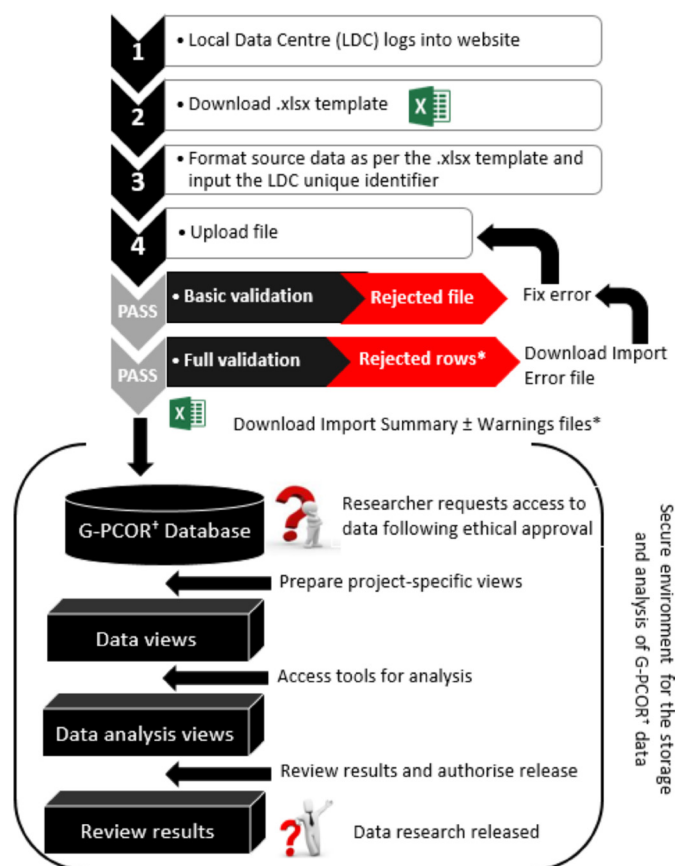 1
• Local Data Centre (LDC) logs into website
2
• Download .xlsx template
X
3
• Format source data as per the .xlsx template and
input the LDC unique identifier
4
• Upload file
PASS
• Basic validation
Rejected file
Fix error
PASS
• Full validation
Rejected rows*
Download Import
Error file
X
Download Import Summary ± Warnings files*
G-PCOR⁺ Database
?
Researcher requests access to
data following ethical approval
Prepare project-specific views
Data views
Access tools for analysis
Data analysis views
Review results and authorise release
Review results
?
Data research released
Secure environment for the storage
and analysis of G-PCOR⁺ data